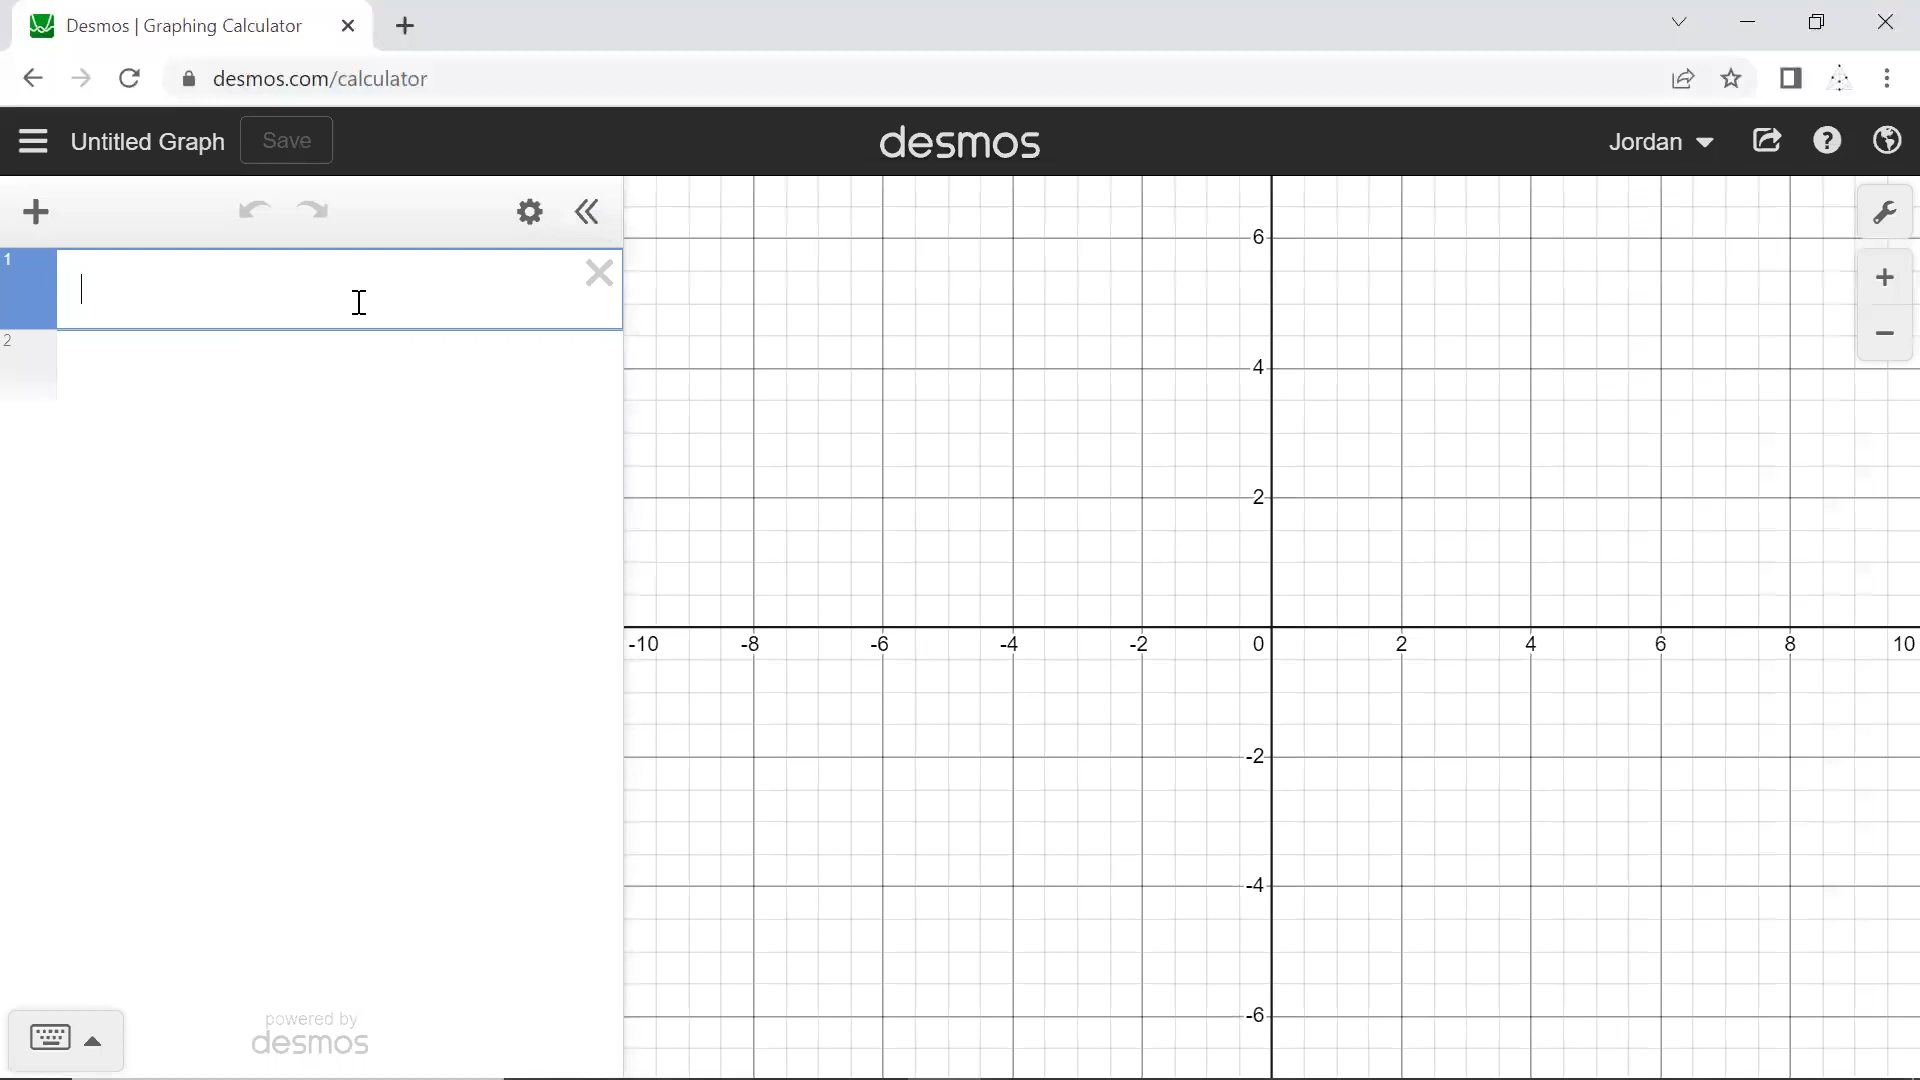 Desmos | Graphing Calculator
desmos.com/calculator
Untitled Graph Save desmos Jordan
1
2
6
4
2
-10 -8 -6 -4 -2 0 2 4 6 8 10
-2
-4
-6
powered by
desmos